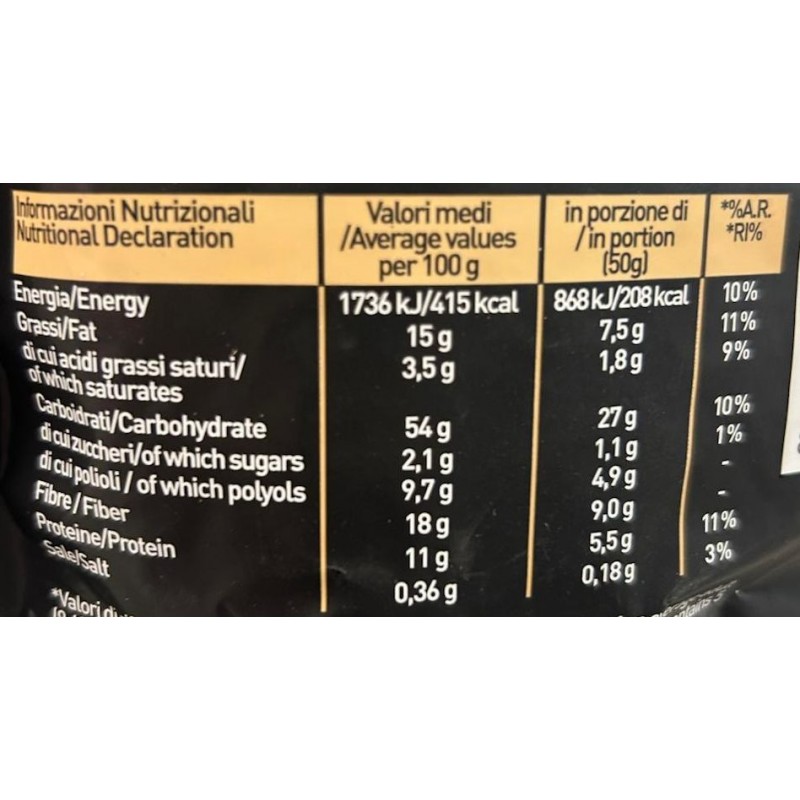 Informazioni Nutrizionali
Nutritional Declaration
Valori medi
/Average values
per 100 g
in porzione di
/in portion
(50g)
*%A.R.
*RI%
Energia/Energy 1736 kJ/415 kcal 868 kJ/208 kcal 10%
Grassi/Fat 15 g 7,5 g 11%
di cui acidi grassi saturi/ 3,5 g 1,8 g 9%
of which saturates
Carboidrati/Carbohydrate 54 g 27 g 10%
di cui zuccheri/of which sugars 2,1 g 1,1 g 1%
di cui polioli / of which polyols 9,7 g 4,9 g -
Fibre/Fiber 18 g 9,0 g -
Proteine/Protein 11 g 5,5 g 11%
Sale/Salt 0,36 g 0,18 g 3%
*Valori